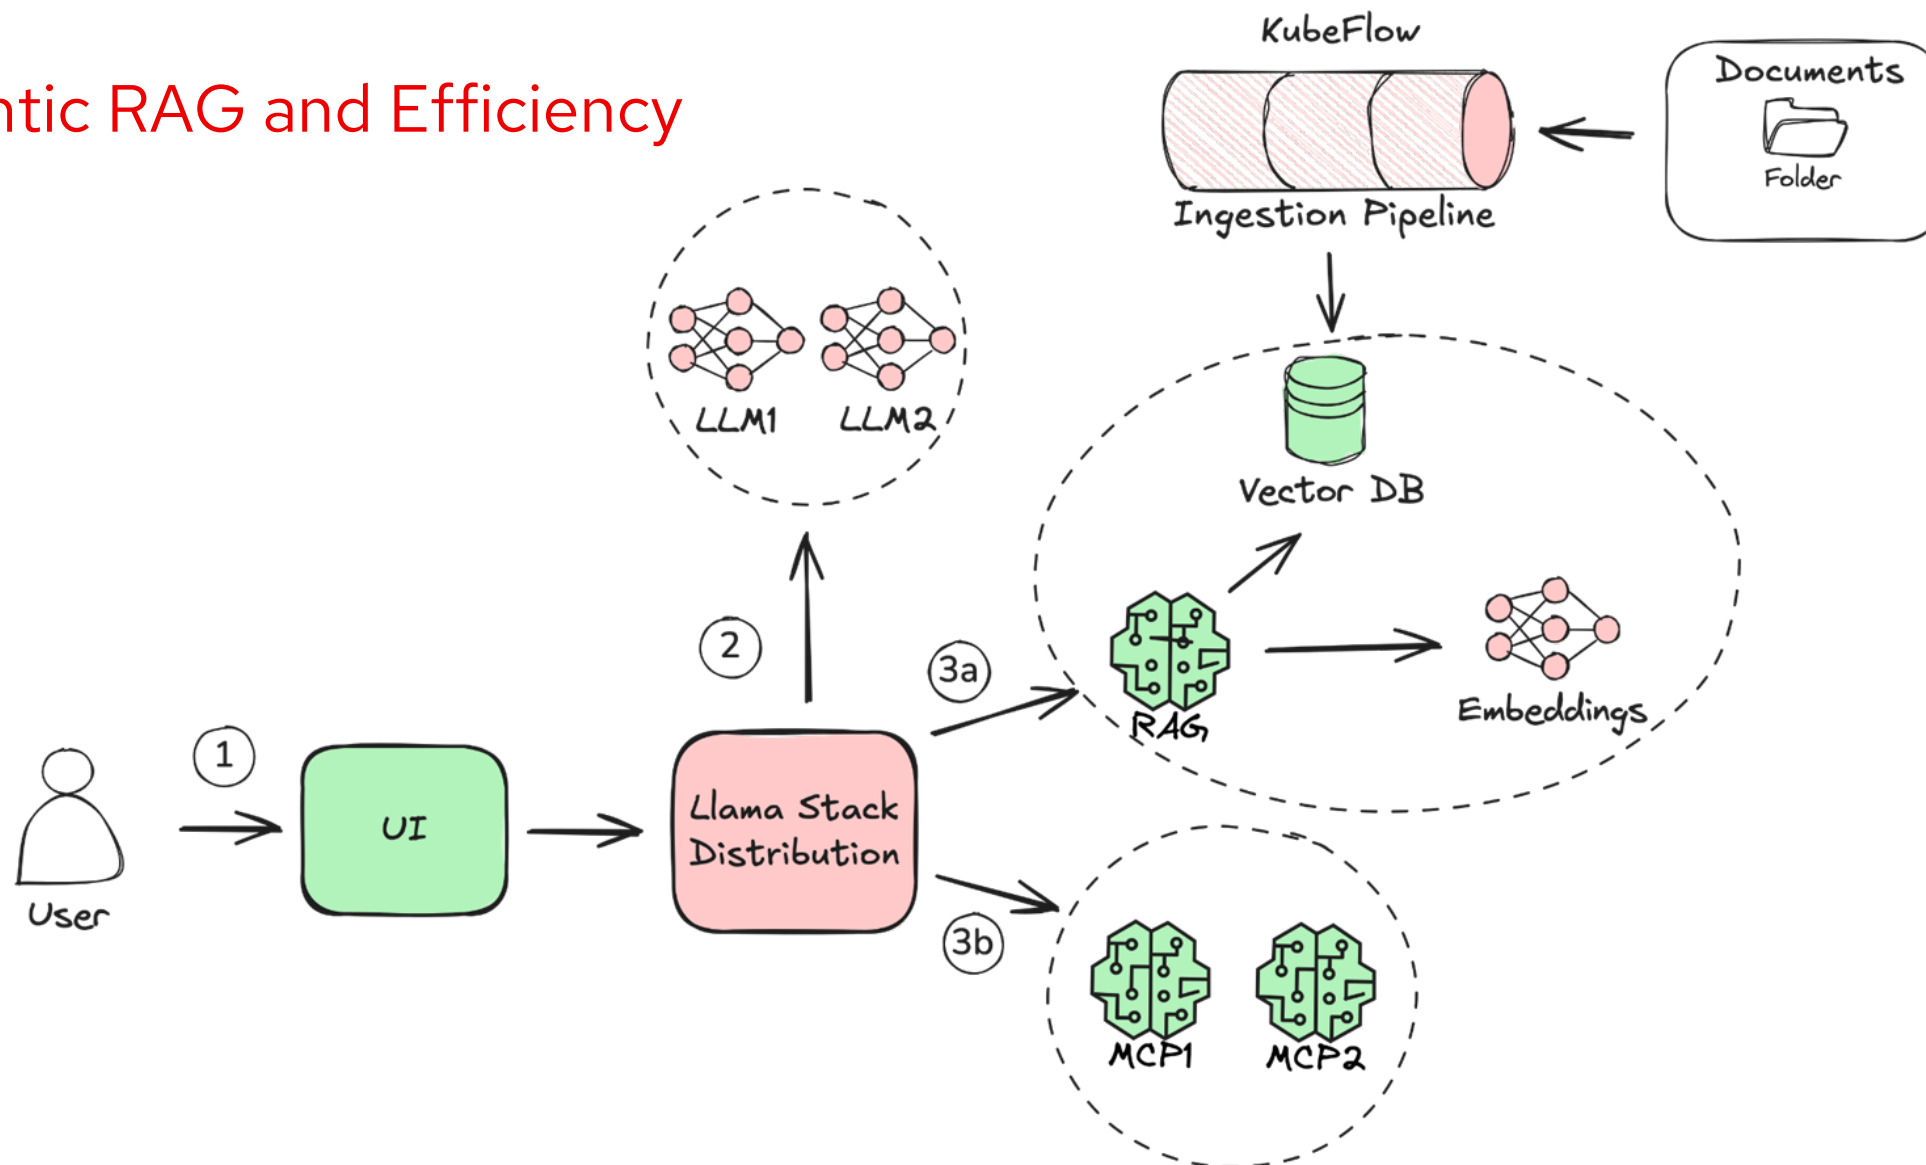 ntic RAG and Efficiency
KubeFlow
Documents
Folder
Ingestion Pipeline
LLM1
LLM2
Vector DB
2
3a
RAG
Embeddings
1
User
UI
Llama Stack
Distribution
3b
MCP1
MCP2